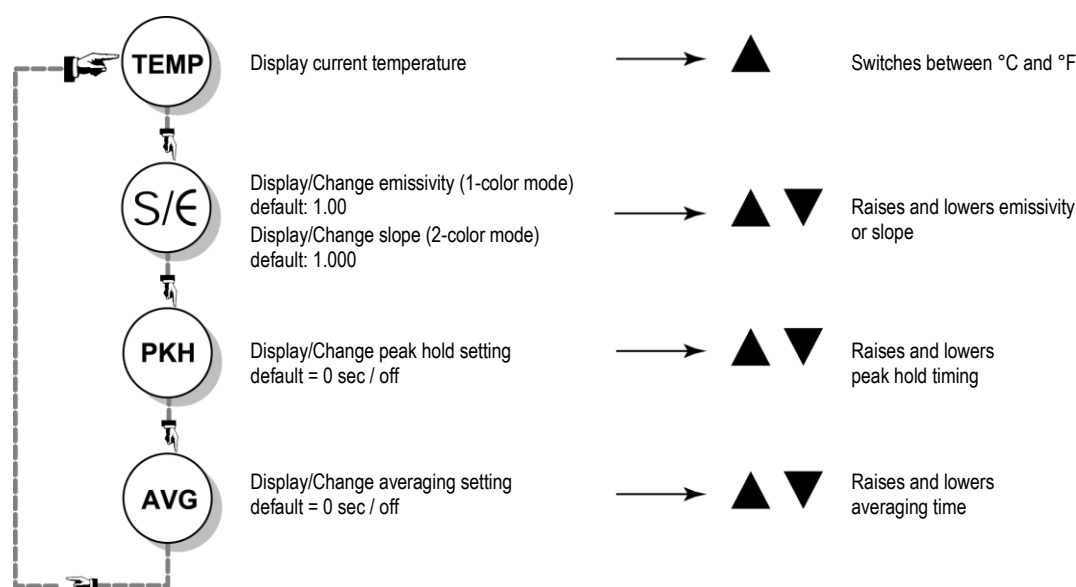 TEMP
Display current temperature
Switches between °C and °F
S/∈
Display/Change emissivity (1-color mode)
default: 1.00
Display/Change slope (2-color mode)
default: 1.000
Raises and lowers emissivity
or slope
PKH
Display/Change peak hold setting
default = 0 sec / off
Raises and lowers
peak hold timing
AVG
Display/Change averaging setting
default = 0 sec / off
Raises and lowers
averaging time